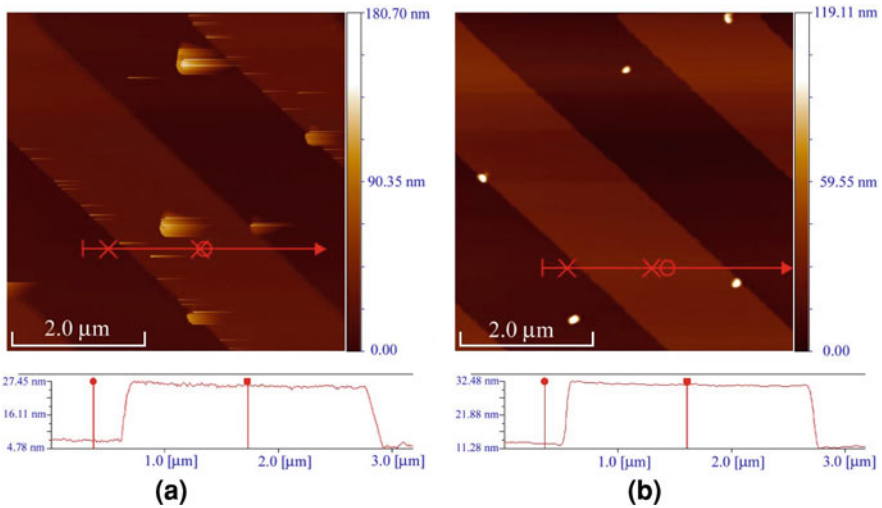 180.70 nm
90.35 nm
0.00
2.0 µm
27.45 nm
16.11 nm
4.78 nm
1.0 [µm]
2.0 [µm]
3.0 [µm]
(a)
119.11 nm
59.55 nm
0.00
2.0 µm
32.48 nm
21.88 nm
11.28 nm
1.0 [µm]
2.0 [µm]
3.0 [µm]
(b)